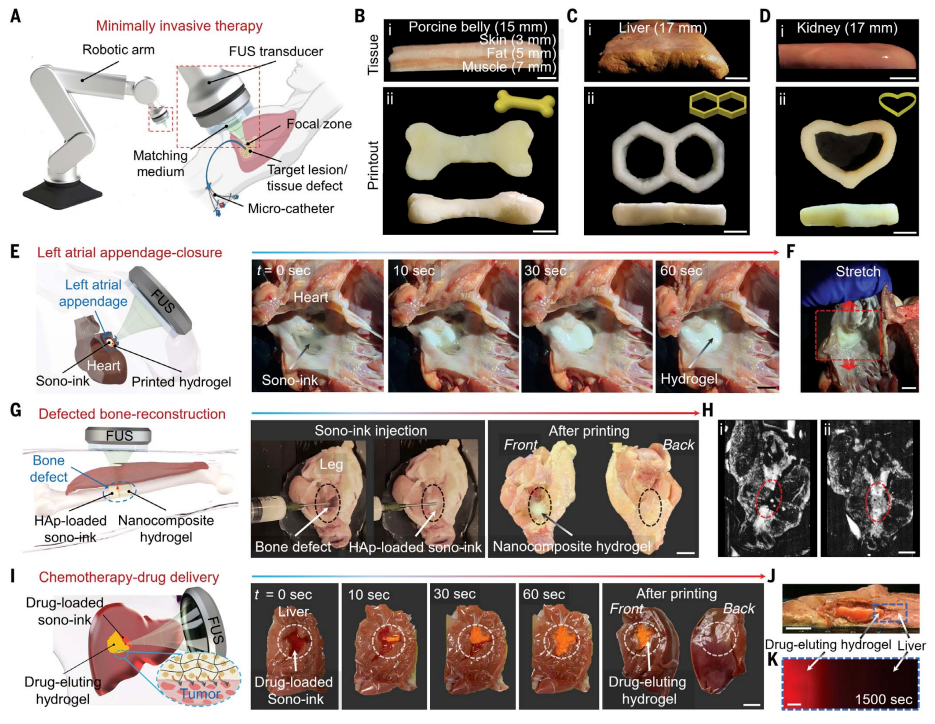 A
Minimally invasive therapy
Robotic arm
FUS transducer
Focal zone
Matching
medium
Target lesion/
tissue defect
Micro-catheter
B
Tissue
i
Porcine belly (15 mm)
Skin (3 mm)
Fat (5 mm)
Muscle (7 mm)
Printout
ii
C
i
Liver (17 mm)
ii
D
i
Kidney (17 mm)
ii
E
Left atrial appendage-closure
Left atrial
appendage
FUS
Heart
Sono-ink
Printed hydrogel
t = 0 sec
Heart
Sono-ink
10 sec
30 sec
60 sec
Hydrogel
F
Stretch
G
Defected bone-reconstruction
FUS
Bone
defect
HAp-loaded
sono-ink
Nanocomposite
hydrogel
Sono-ink injection
Leg
Bone defect
HAp-loaded sono-ink
After printing
Front
Back
Nanocomposite hydrogel
H
i
ii
I
Chemotherapy-drug delivery
Drug-loaded
sono-ink
FUS
Drug-eluting
hydrogel
Tumor
t = 0 sec
Liver
Drug-loaded
Sono-ink
10 sec
30 sec
60 sec
After printing
Front
Back
Drug-eluting
hydrogel
J
Drug-eluting hydrogel
Liver
K
1500 sec